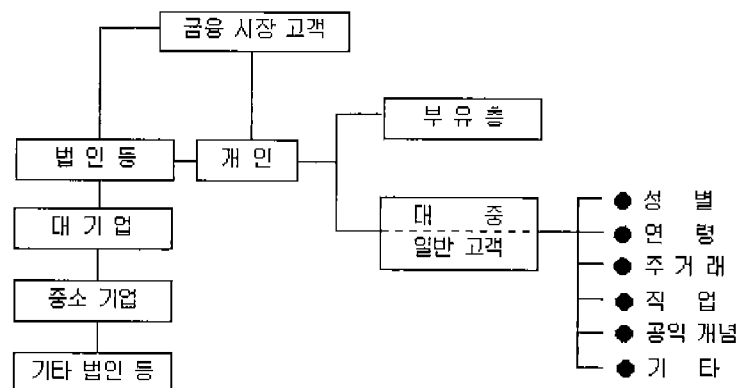 금융 시장 고객
법인등
개인
부유층
대중
일반 고객
대기업
중소 기업
기타 법인 등
● 성별
● 연령
● 주거래
● 직업
● 공익 개념
● 기타